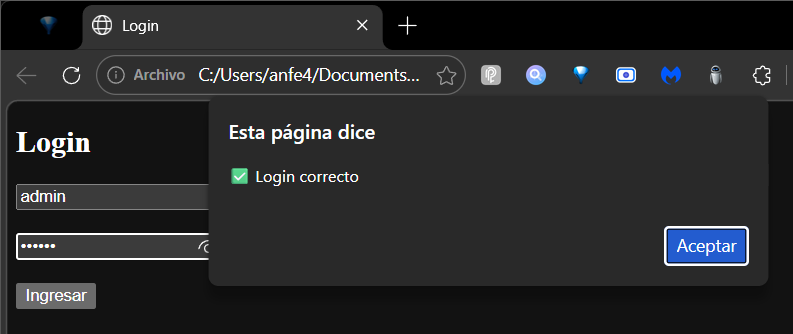 Login
Archivo C:/Users/anfe4/Documents...
Esta página dice
✅ Login correcto
Aceptar
Login
admin
••••••
Ingresar